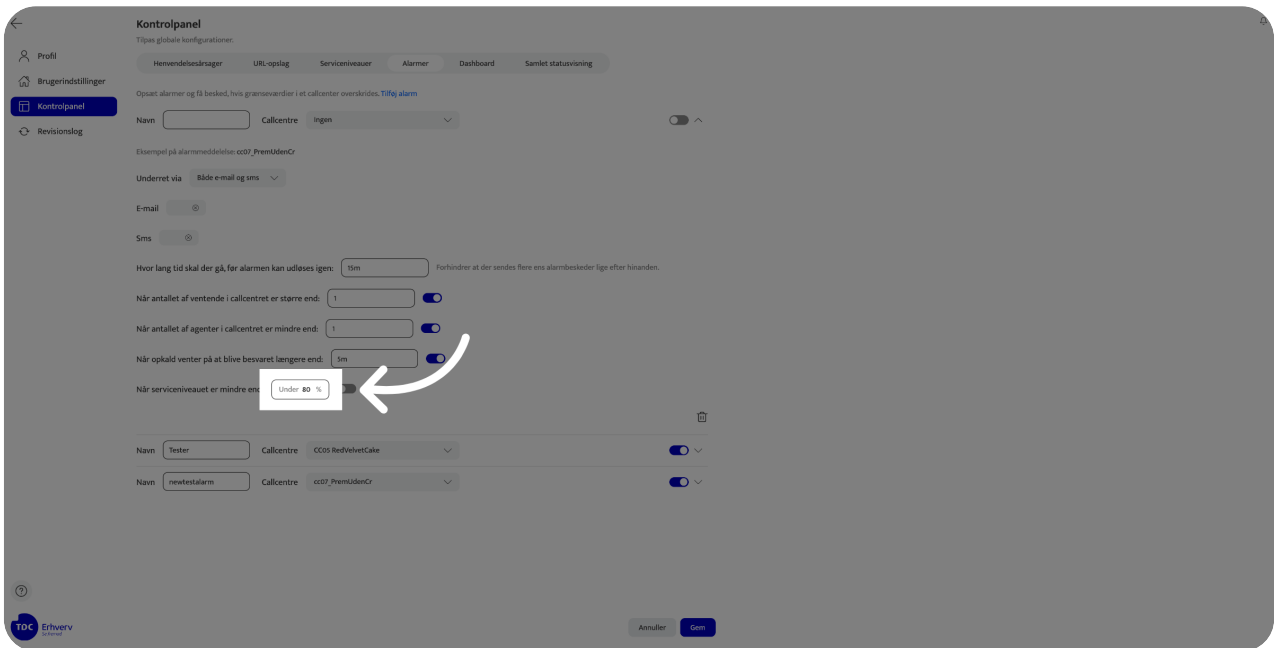 Kontrolpanel
Tilpas globale konfigurationer.
Profil
Brugerindstillinger
Kontrolpanel
Revisionslog
Henvendelsesårsager URL-opslag Serviceniveauer Alarmer Dashboard Samlet statusvisning
Opsæt alarmer og få besked, hvis grænseværdier i et callcenter overskrides. Tilføj alarm
Navn Callcentre Ingen
Eksempel på alarmmeddelelse: cc07_PremUdenCr
Underret via Både e-mail og sms
E-mail
Sms
Hvor lang tid skal der gå, før alarmen kan udløses igen: 15m Forhindrer at der sendes flere ens alarmbeskeder lige efter hinanden.
Når antallet af ventende i callcentret er større end: 1
Når antallet af agenter i callcentret er mindre end: 1
Når opkald venter på at blive besvaret længere end: 5m
Når serviceniveauet er mindre end Under 80 %
Navn Tester Callcentre CC05 RedVelvetCake
Navn newtestalarm Callcentre cc07_PremUdenCr
TDC Erhverv
Annuller Gem